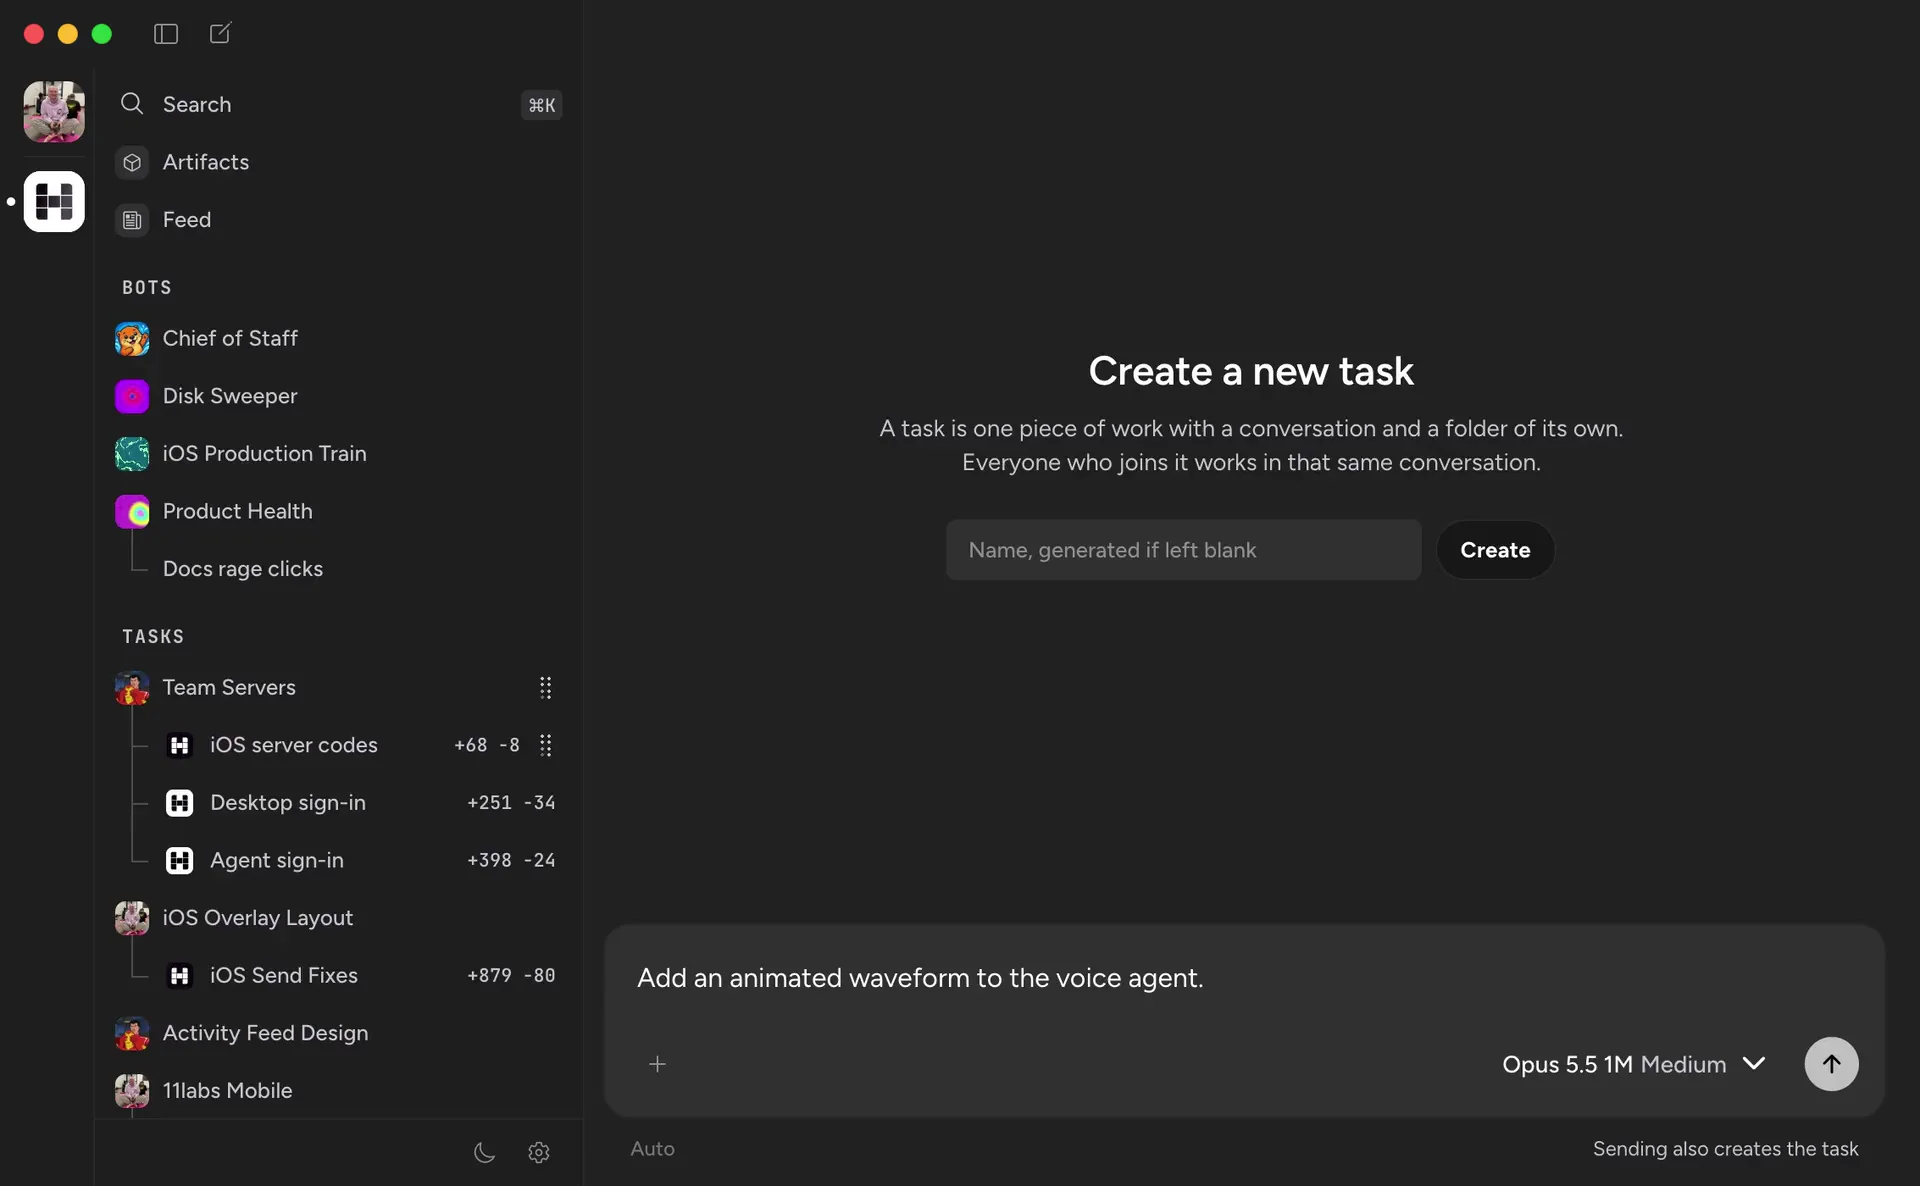 Search
⌘K
Artifacts
Feed
BOTS
Chief of Staff
Disk Sweeper
iOS Production Train
Product Health
Docs rage clicks
TASKS
Team Servers
iOS server codes +68 -8
Desktop sign-in +251 -34
Agent sign-in +398 -24
iOS Overlay Layout
iOS Send Fixes +879 -80
Activity Feed Design
11labs Mobile
Create a new task
A task is one piece of work with a conversation and a folder of its own.
Everyone who joins it works in that same conversation.
Name, generated if left blank
Create
Add an animated waveform to the voice agent.
Opus 5.5 1M Medium
Auto
Sending also creates the task